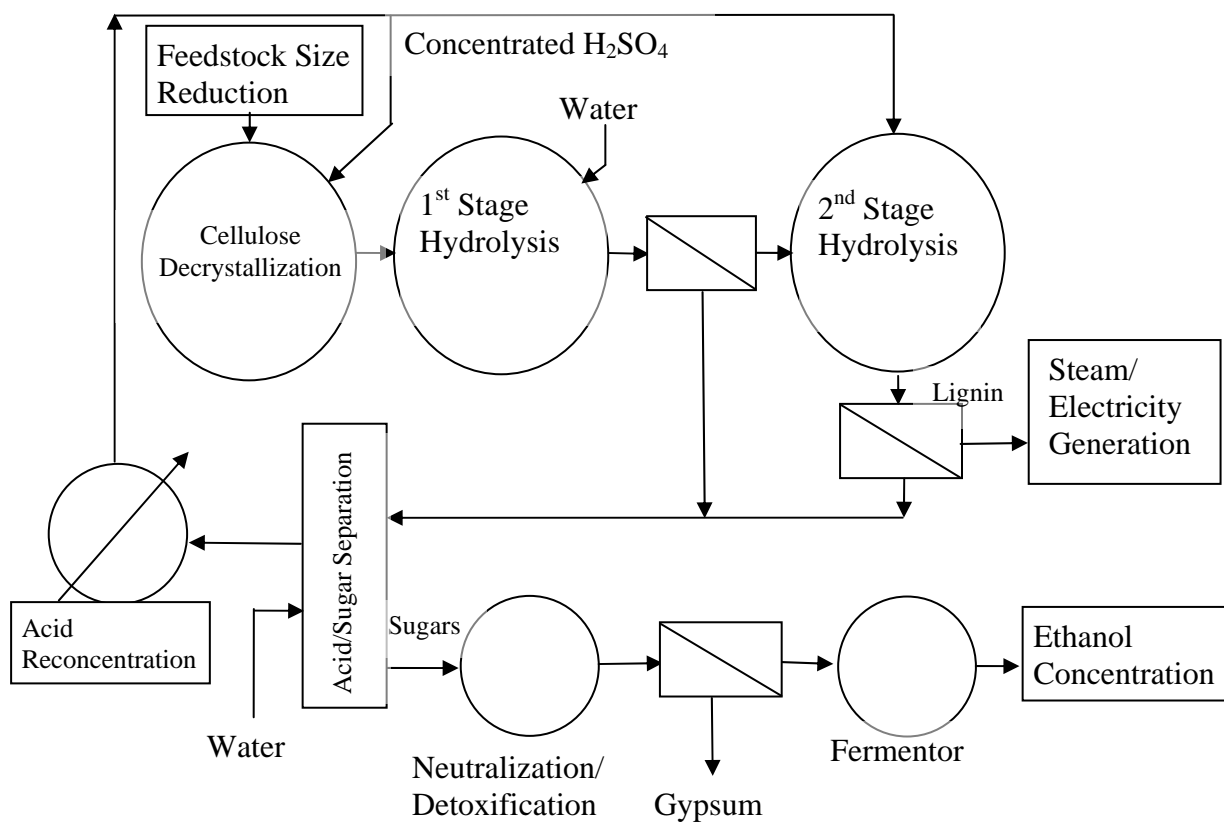 Concentrated H₂SO₄
Feedstock Size
Reduction
Water
1ˢᵗ Stage
Hydrolysis
2ⁿᵈ Stage
Hydrolysis
Cellulose
Decrystallization
Lignin
Steam/
Electricity
Generation
Acid/Sugar Separation
Acid
Reconcentration
Sugars
Water
Neutralization/
Detoxification
Gypsum
Fermentor
Ethanol
Concentration